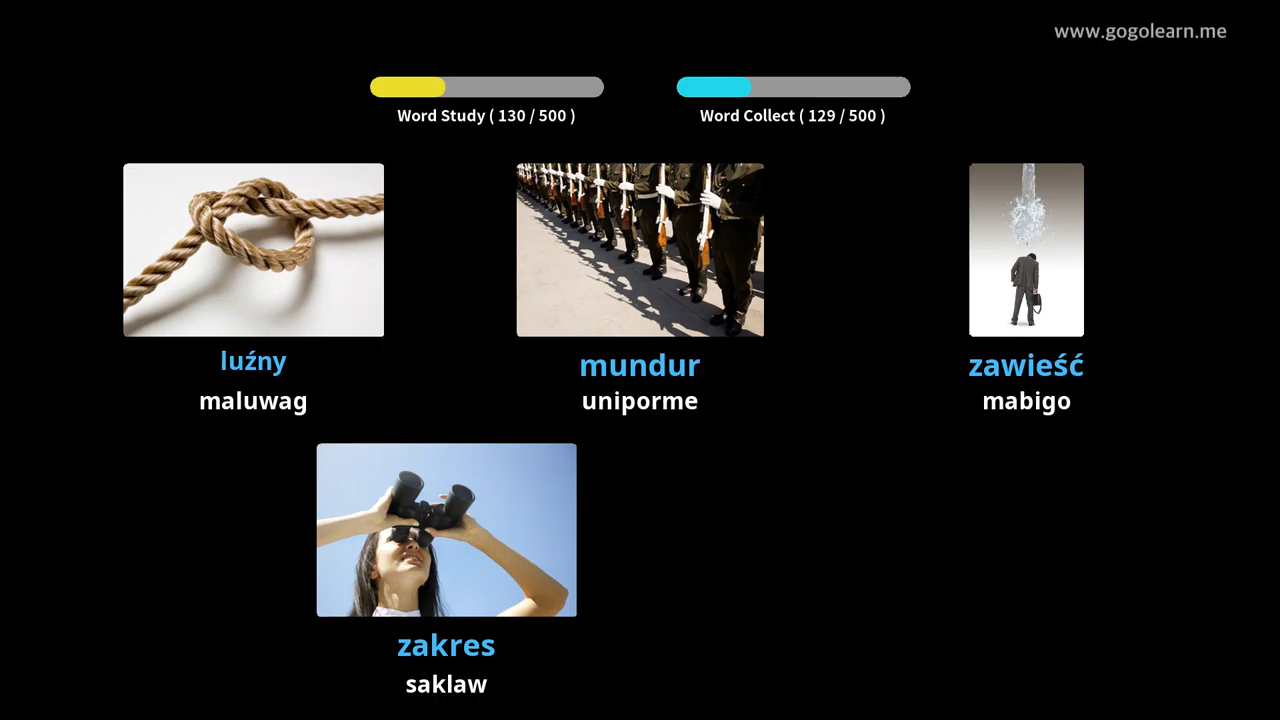 www.gogolearn.me
Word Study ( 130 / 500 )
Word Collect ( 129 / 500 )
luźny
maluwag
mundur
uniporme
zawieść
mabigo
zakres
saklaw